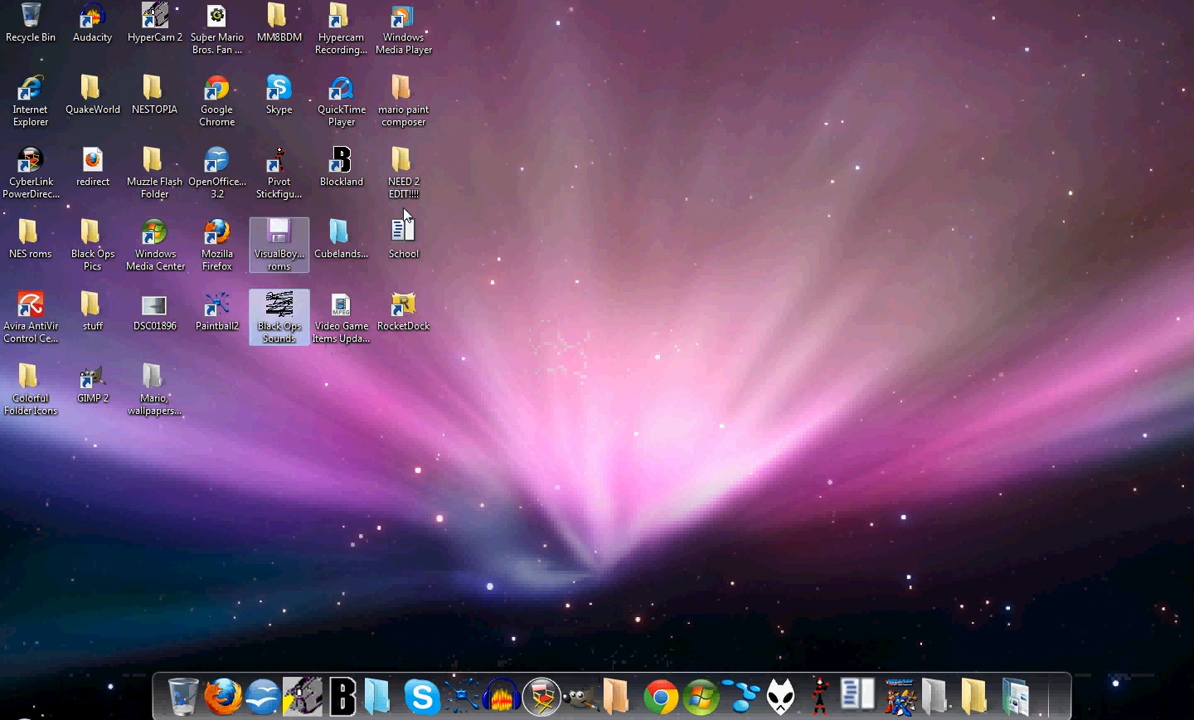 Recycle Bin
Audacity
HyperCam 2
Super Mario
Bros. Fan ...
MM8BDM
Hypercam
Recording...
Windows
Media Player
Internet
Explorer
QuakeWorld
NESTOPIA
Google
Chrome
Skype
QuickTime
Player
mario paint
composer
CyberLink
PowerDirec...
redirect
Muzzle Flash
Folder
OpenOffice...
3.2
Pivot
Stickfigu...
Blockland
NEED 2
EDIT!!!!
NES roms
Black Ops
Pics
Windows
Media Center
Mozilla
Firefox
VisualBoy...
roms
Cubelands...
School
Avira AntiVir
Control Ce...
stuff
DSC01896
Paintball2
Black Ops
Sounds
Video Game
Items Upda...
RocketDock
Colorful
Folder Icons
GIMP 2
Mario,
wallpapers...